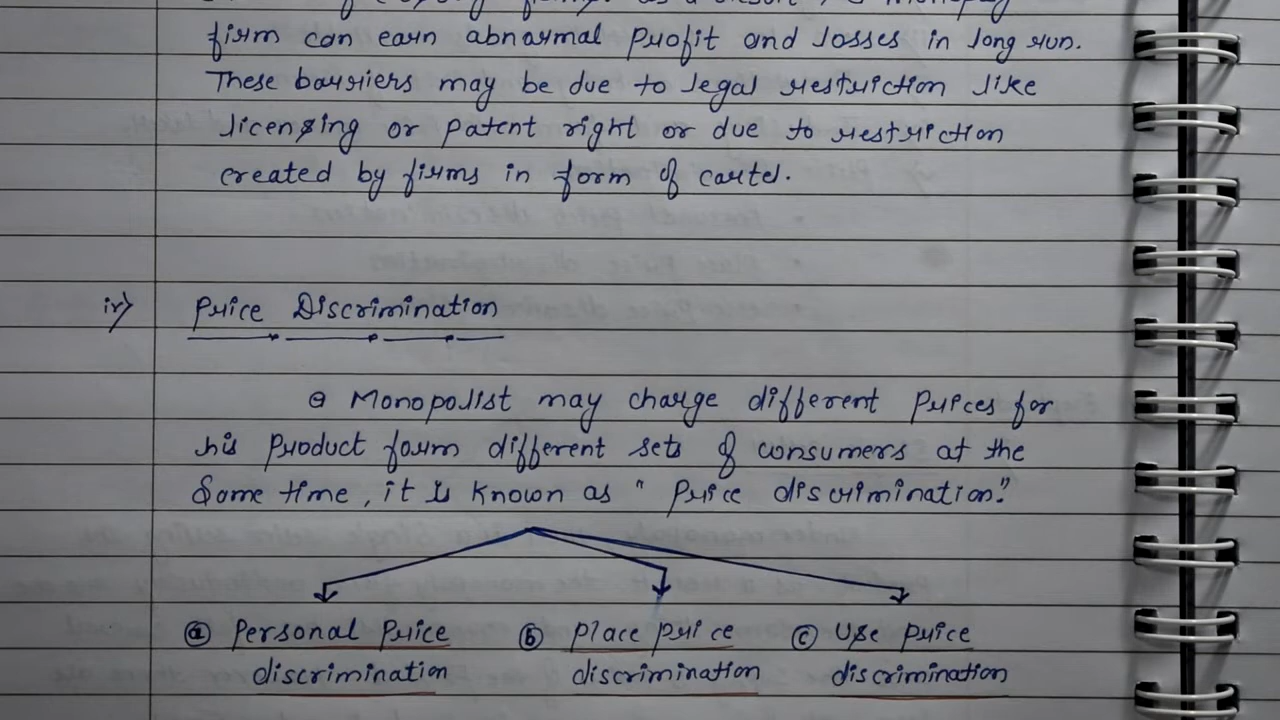 firm can earn abnarmal Profit and losses in long run.
These barriers may be due to legal restriction like
licensing or patent right or due to restriction
created by firms in form of cartel.
iv) Price Discrimination
Monopolist may charge different Prices for
his Product form different sets of consumers at the
Same time, it is known as " Price discrimination."
ⓐ Personal Price discrimination
ⓑ Place price discrimination
ⓒ Use price discrimination